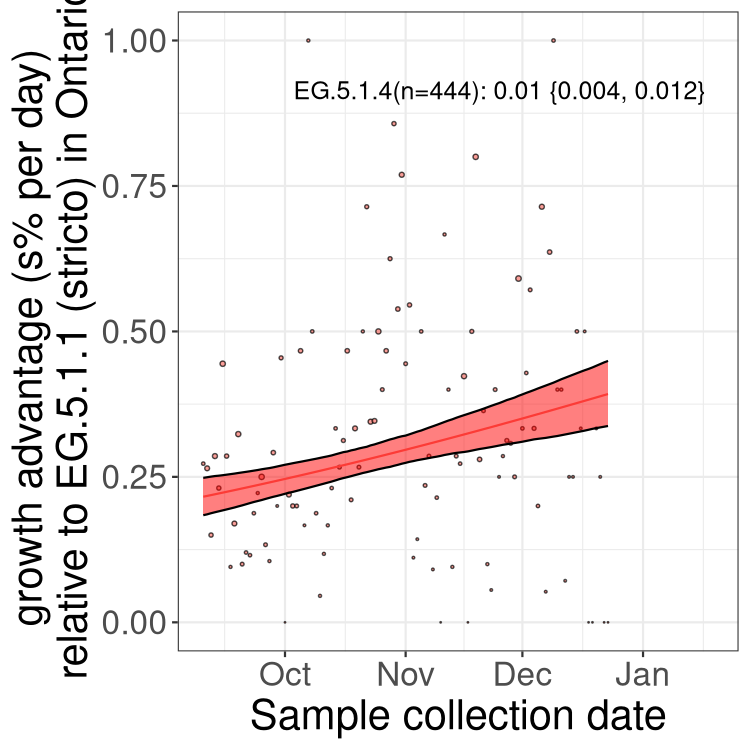 growth advantage (s% per day)
relative to EG.5.1.1 (stricto) in Ontario
1.00
0.75
0.50
0.25
0.00
EG.5.1.4(n=444): 0.01 {0.004, 0.012}
Oct
Nov
Dec
Jan
Sample collection date